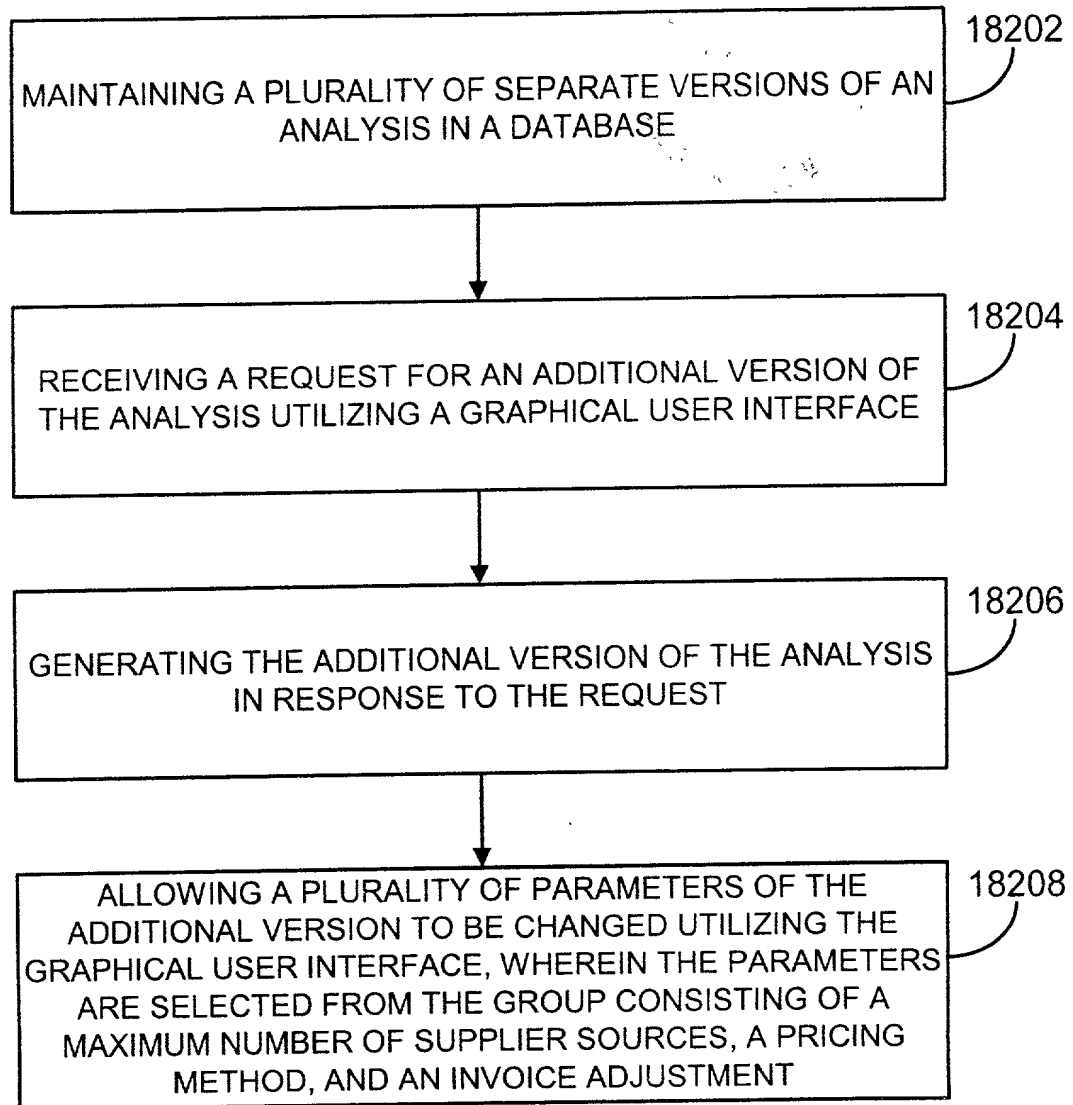 18202
MAINTAINING A PLURALITY OF SEPARATE VERSIONS OF AN
ANALYSIS IN A DATABASE
18204
RECEIVING A REQUEST FOR AN ADDITIONAL VERSION OF
THE ANALYSIS UTILIZING A GRAPHICAL USER INTERFACE
18206
GENERATING THE ADDITIONAL VERSION OF THE ANALYSIS
IN RESPONSE TO THE REQUEST
18208
ALLOWING A PLURALITY OF PARAMETERS OF THE
ADDITIONAL VERSION TO BE CHANGED UTILIZING THE
GRAPHICAL USER INTERFACE, WHEREIN THE PARAMETERS
ARE SELECTED FROM THE GROUP CONSISTING OF A
MAXIMUM NUMBER OF SUPPLIER SOURCES, A PRICING
METHOD, AND AN INVOICE ADJUSTMENT